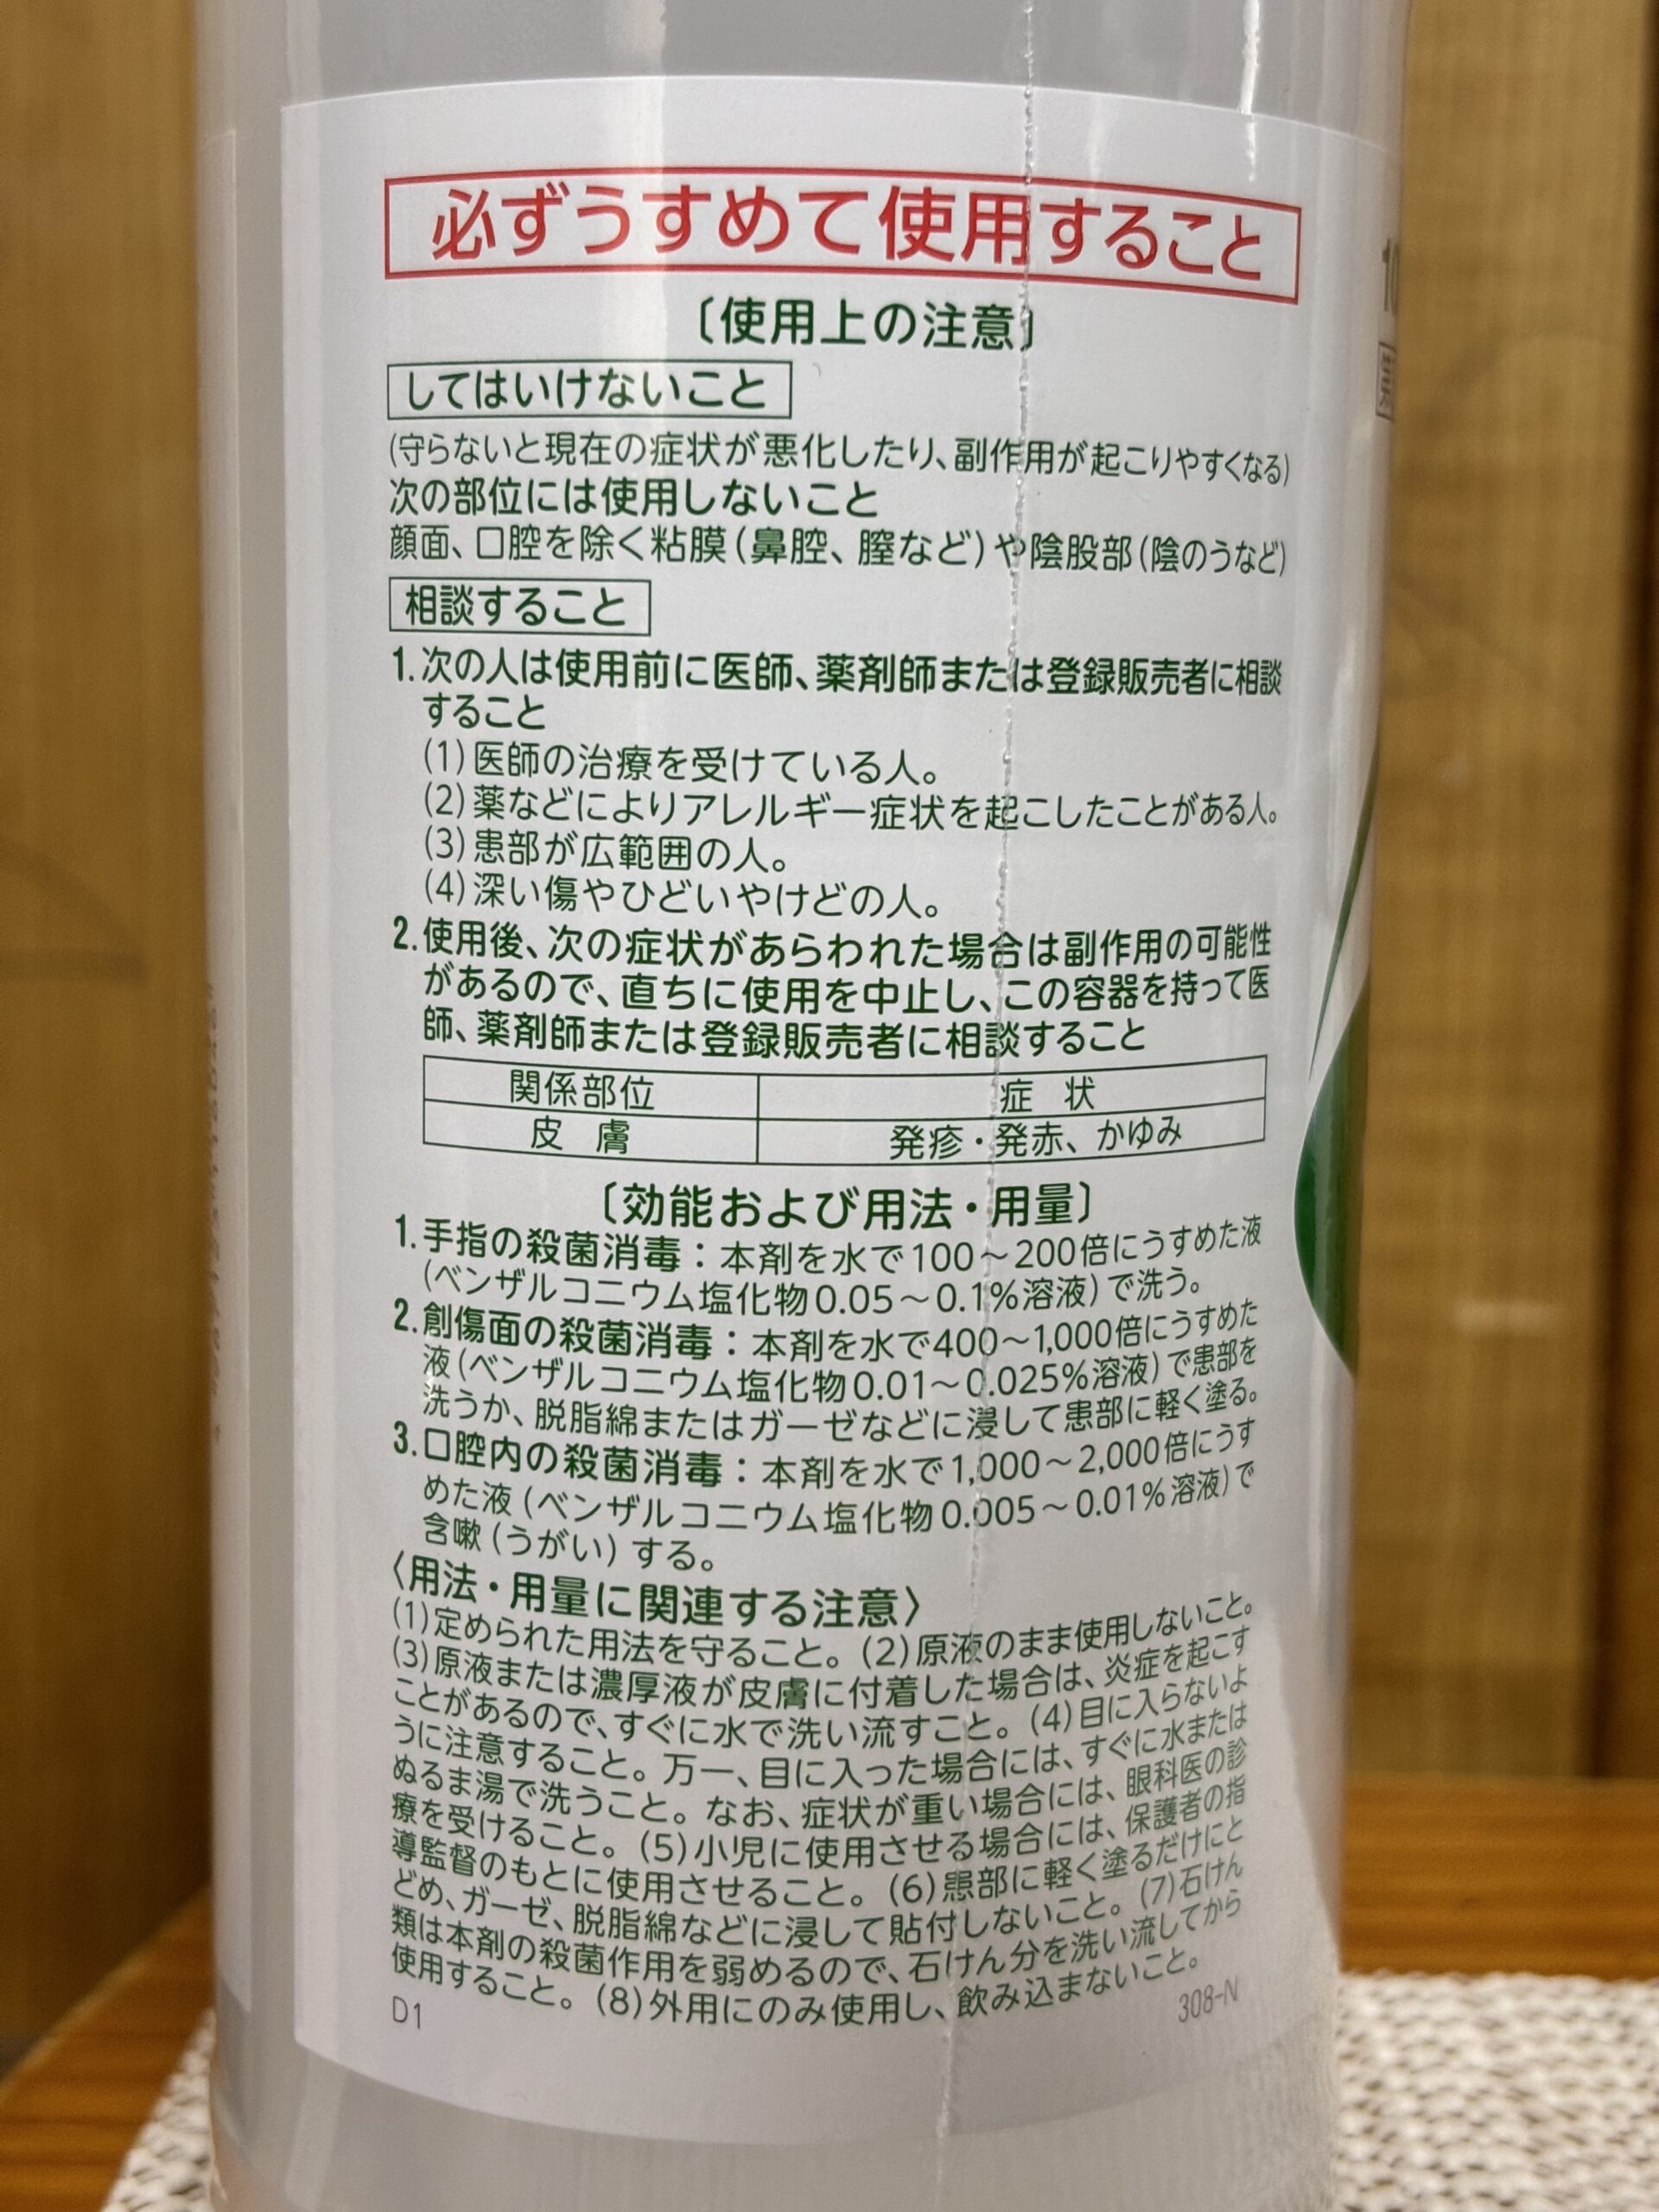 必ずうすめて使用すること
〔使用上の注意〕
してはいけないこと
(守らないと現在の症状が悪化したり、副作用が起こりやすくなる)
次の部位には使用しないこと
顔面、口腔を除く粘膜(鼻腔、膣など)や陰股部(陰のうなど)
相談すること
1.次の人は使用前に医師、薬剤師または登録販売者に相談
すること
(1)医師の治療を受けている人。
(2)薬などによりアレルギー症状を起こしたことがある人。
(3)患部が広範囲の人。
(4)深い傷やひどいやけどの人。
2.使用後、次の症状があらわれた場合は副作用の可能性
があるので、直ちに使用を中止し、この容器を持って医
師、薬剤師または登録販売者に相談すること
関係部位 症 状
皮 膚 発疹・発赤、かゆみ
〔効能および用法・用量〕
1.手指の殺菌消毒：本剤を水で100～200倍にうすめた液
(ベンザルコニウム塩化物0.05～0.1%溶液)で洗う。
2.創傷面の殺菌消毒：本剤を水で400～1,000倍にうすめた
液(ベンザルコニウム塩化物0.01～0.025%溶液)で患部を
洗うか、脱脂綿またはガーゼなどに浸して患部に軽く塗る。
3.口腔内の殺菌消毒：本剤を水で1,000～2,000倍にうす
めた液(ベンザルコニウム塩化物0.005～0.01%溶液)で
含嗽(うがい)する。
〈用法・用量に関連する注意〉
(1)定められた用法を守ること。(2)原液のまま使用しないこと。
(3)原液または濃厚液が皮膚に付着した場合は、炎症を起こす
ことがあるので、すぐに水で洗い流すこと。(4)目に入らないよ
うに注意すること。万一、目に入った場合には、すぐに水または
ぬるま湯で洗うこと。なお、症状が重い場合には、眼科医の診
療を受けること。(5)小児に使用させる場合には、保護者の指
導監督のもとに使用させること。(6)患部に軽く塗るだけにと
どめ、ガーゼ、脱脂綿などに浸して貼付しないこと。(7)石けん
類は本剤の殺菌作用を弱めるので、石けん分を洗い流してから
使用すること。(8)外用にのみ使用し、飲み込まないこと。
D1 308-N